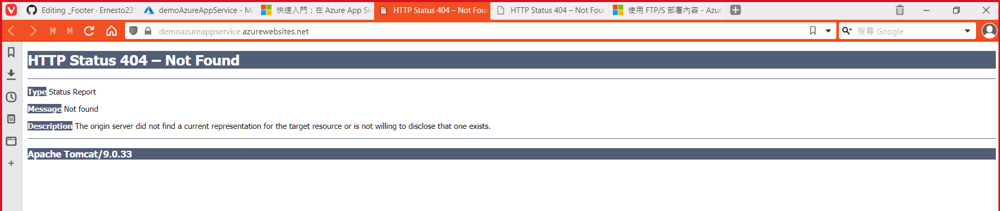 Editing _Footer · Ernesto231
demoAzureAppService - Mi
快速入門：在 Azure App Se
HTTP Status 404 – Not Foun
HTTP Status 404 – Not Foun
使用 FTP/S 部署內容 - Azur
demoazureappservice.azurewebsites.net
搜尋 Google
HTTP Status 404 – Not Found
Type Status Report
Message Not found
Description The origin server did not find a current representation for the target resource or is not willing to disclose that one exists.
Apache Tomcat/9.0.33